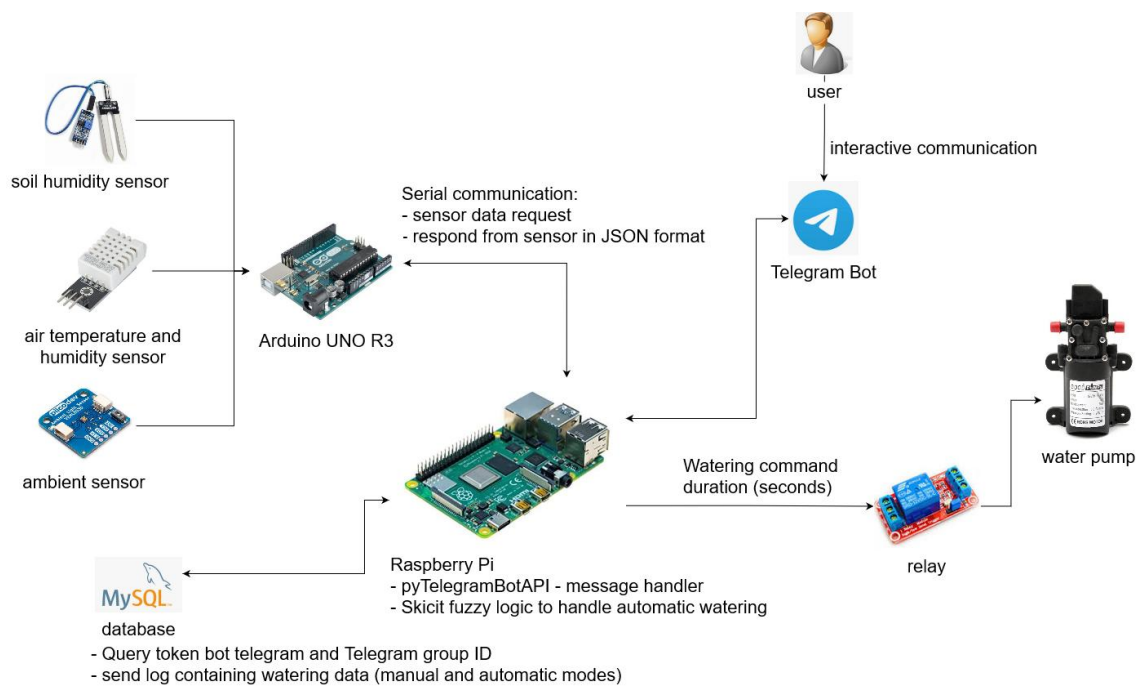 user
interactive communication
soil humidity sensor
Serial communication:
- sensor data request
- respond from sensor in JSON format
Telegram Bot
air temperature and
humidity sensor
Arduino UNO R3
ambient sensor
water pump
Watering command
duration (seconds)
relay
Raspberry Pi
- pyTelegramBotAPI - message handler
- Skicit fuzzy logic to handle automatic watering
MySQL
database
- Query token bot telegram and Telegram group ID
- send log containing watering data (manual and automatic modes)